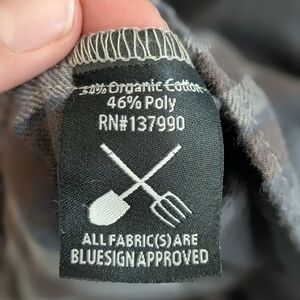 54% Organic Cotton
46% Poly
RN#137990
ALL FABRIC(S) ARE
BLUESIGN APPROVED